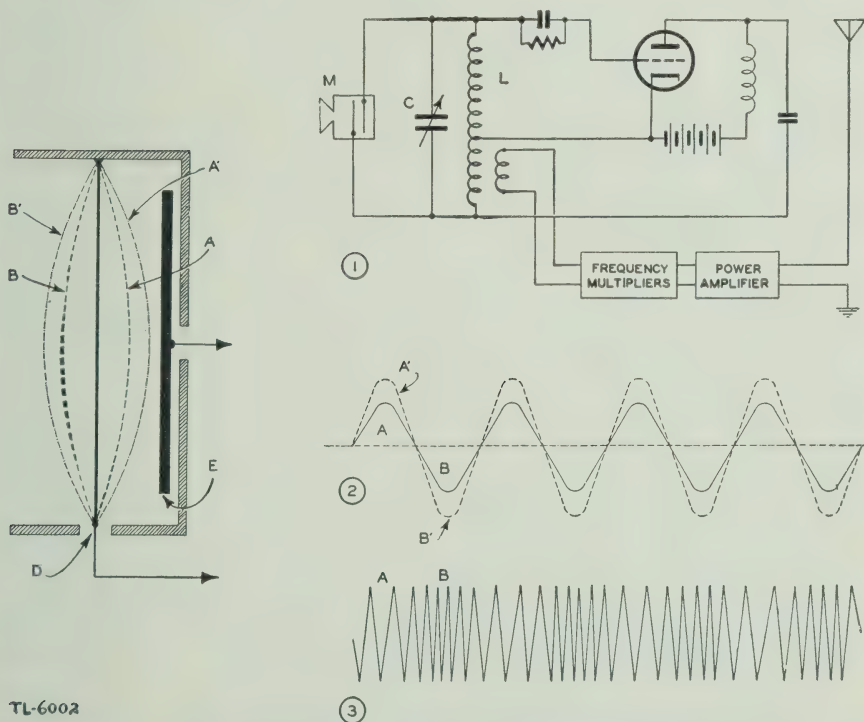 M
C
L
A'
B'
A
B
E
D
1
FREQUENCY
MULTIPLIERS
POWER
AMPLIFIER
A'
A
B
2
B'
A
B
3
TL-6002